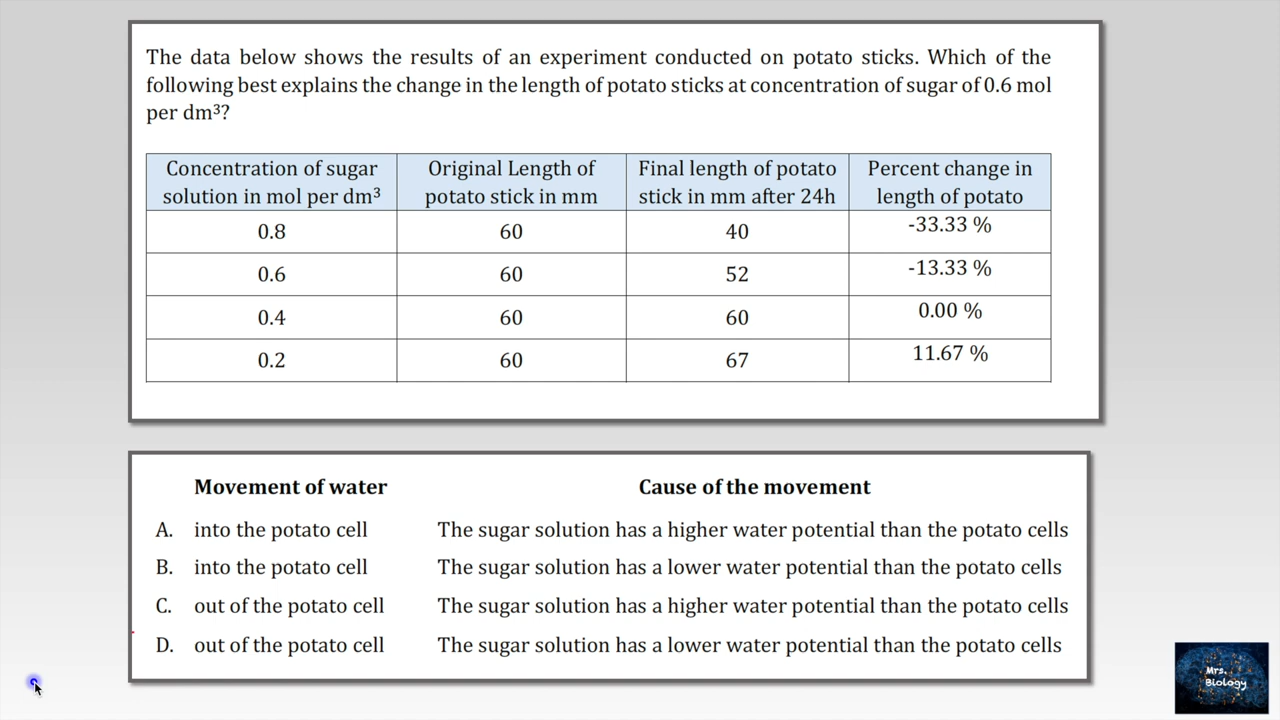 The data below shows the results of an experiment conducted on potato sticks. Which of the
following best explains the change in the length of potato sticks at concentration of sugar of 0.6 mol
per dm³?
Concentration of sugar solution in mol per dm³ Original Length of potato stick in mm Final length of potato stick in mm after 24h Percent change in length of potato
0.8 60 40 -33.33 %
0.6 60 52 -13.33 %
0.4 60 60 0.00 %
0.2 60 67 11.67 %
Movement of water Cause of the movement
A. into the potato cell The sugar solution has a higher water potential than the potato cells
B. into the potato cell The sugar solution has a lower water potential than the potato cells
C. out of the potato cell The sugar solution has a higher water potential than the potato cells
D. out of the potato cell The sugar solution has a lower water potential than the potato cells
Mrs.
Biology